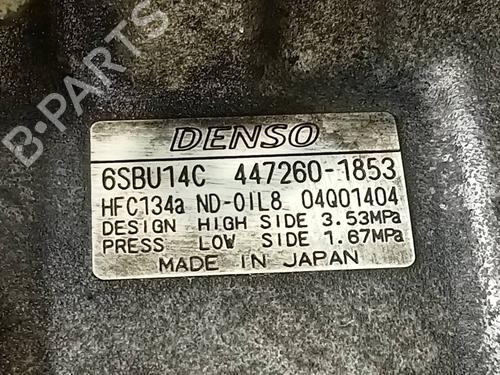 B-PARTS
DENSO
6SBU14C 447260-1853
HFC134a ND-OIL8 04Q01404
DESIGN HIGH SIDE 3.53MPa
PRESS LOW SIDE 1.67MPa
MADE IN JAPAN